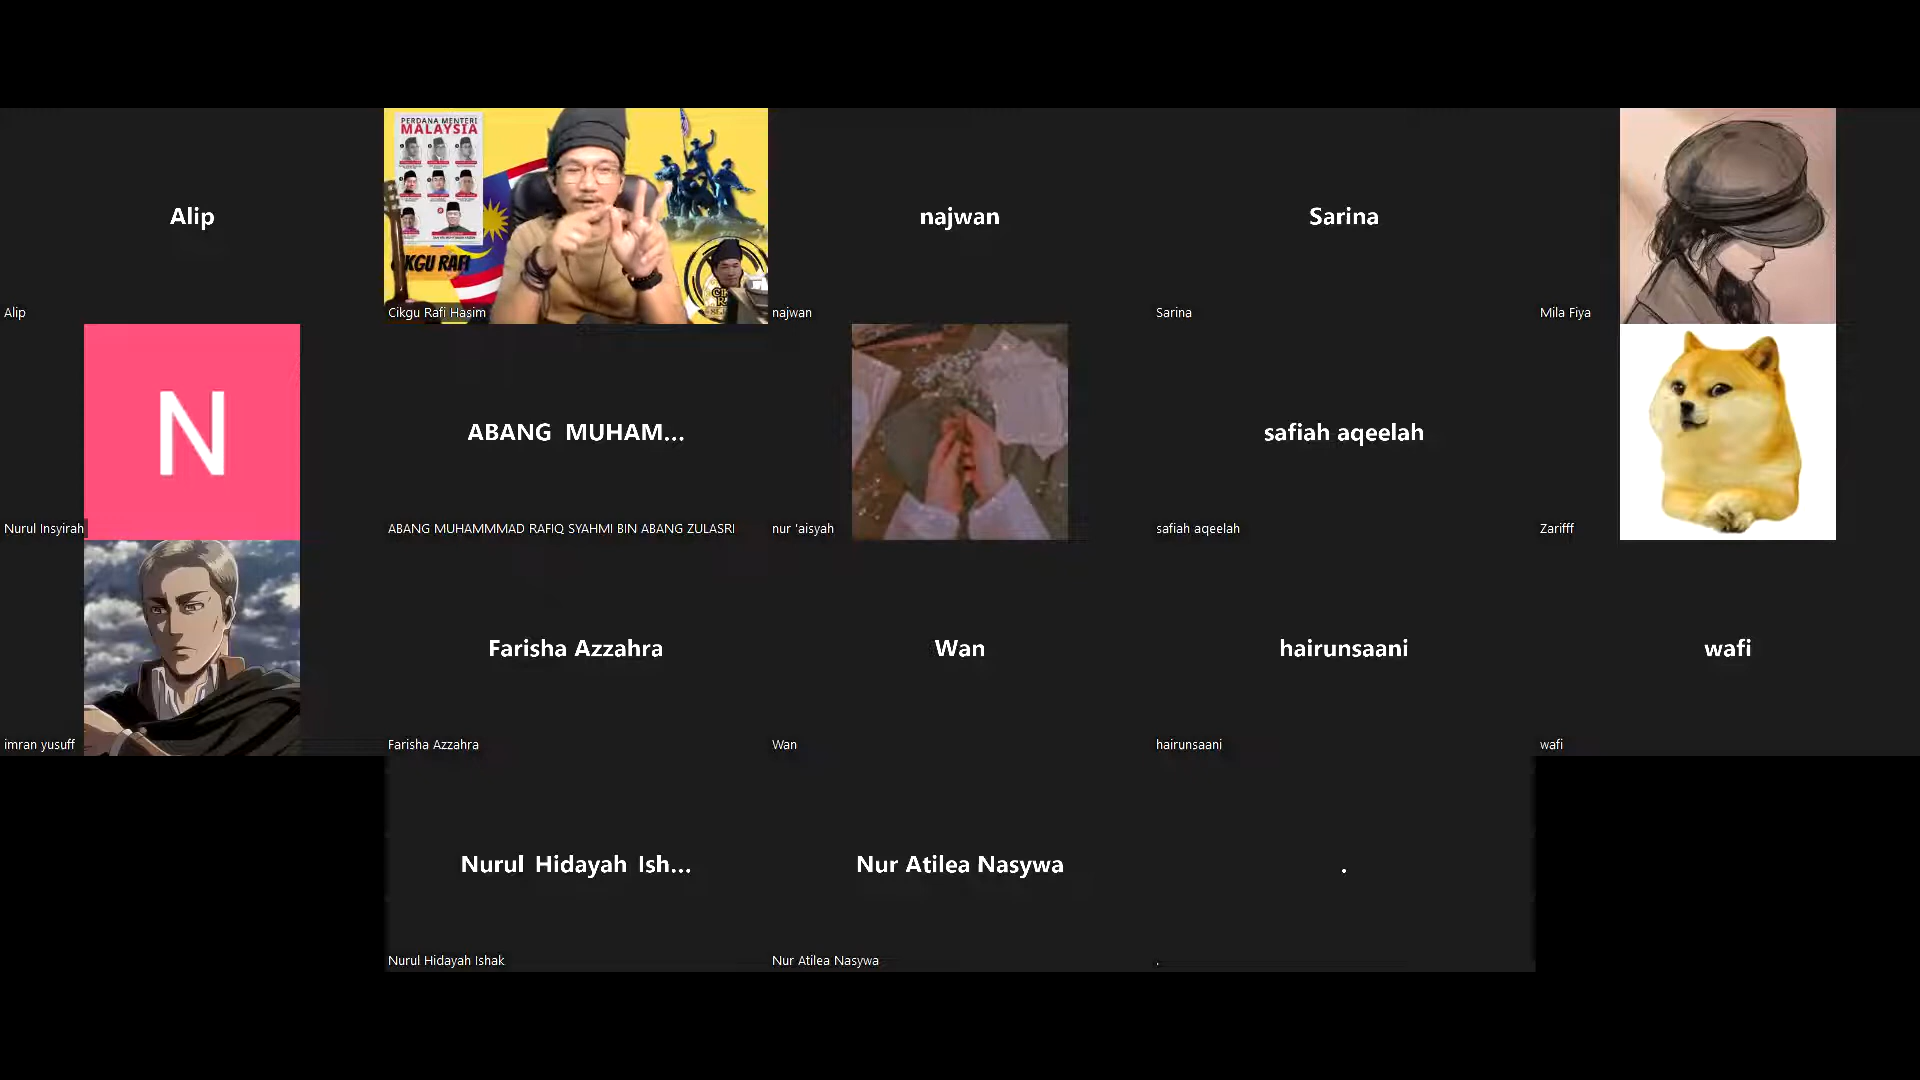 Alip
Alip
PERDANA MENTERI
MALAYSIA
CIKGU RAFI
Cikgu Rafi Hasim
najwan
najwan
Sarina
Sarina
Mila Fiya
N
Nurul Insyirah
ABANG MUHAM...
ABANG MUHAMMMAD RAFIQ SYAHMI BIN ABANG ZULASRI
nur 'aisyah
safiah aqeelah
safiah aqeelah
Zarifff
imran yusuff
Farisha Azzahra
Farisha Azzahra
Wan
Wan
hairunsaani
hairunsaani
wafi
wafi
Nurul Hidayah Ish...
Nurul Hidayah Ishak
Nur Atilea Nasywa
Nur Atilea Nasywa
.
.